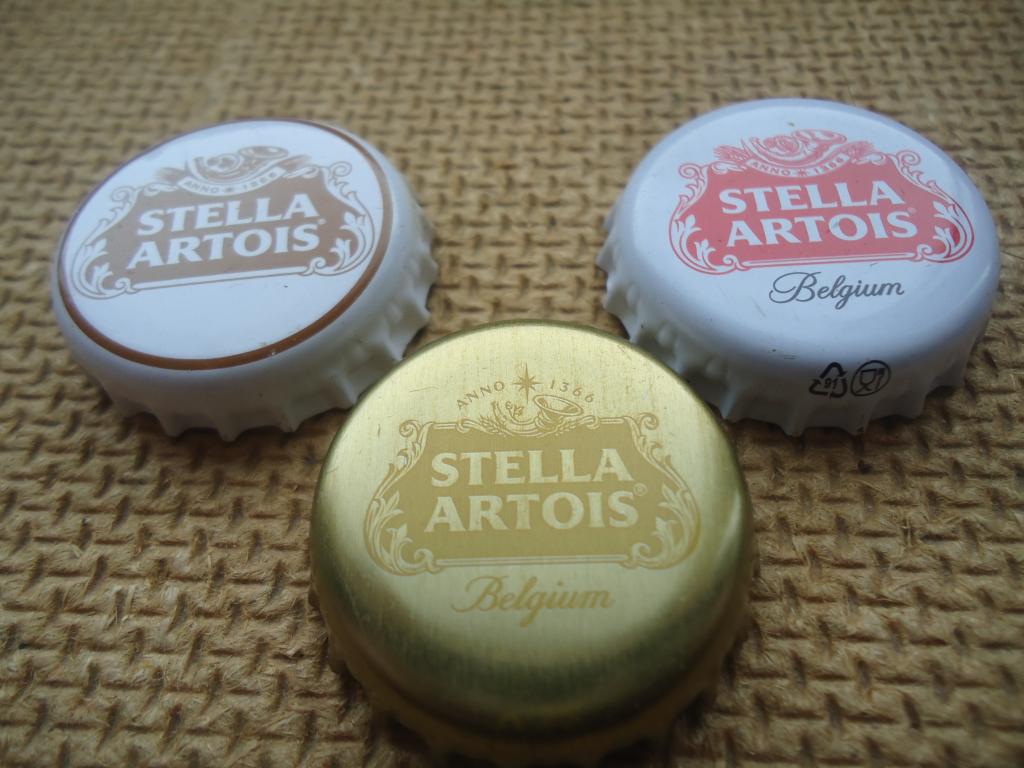 ANNO 1366
STELLA
ARTOIS
ANNO 1366
STELLA
ARTOIS
Belgium
ANNO 1366
STELLA
ARTOIS®
Belgium